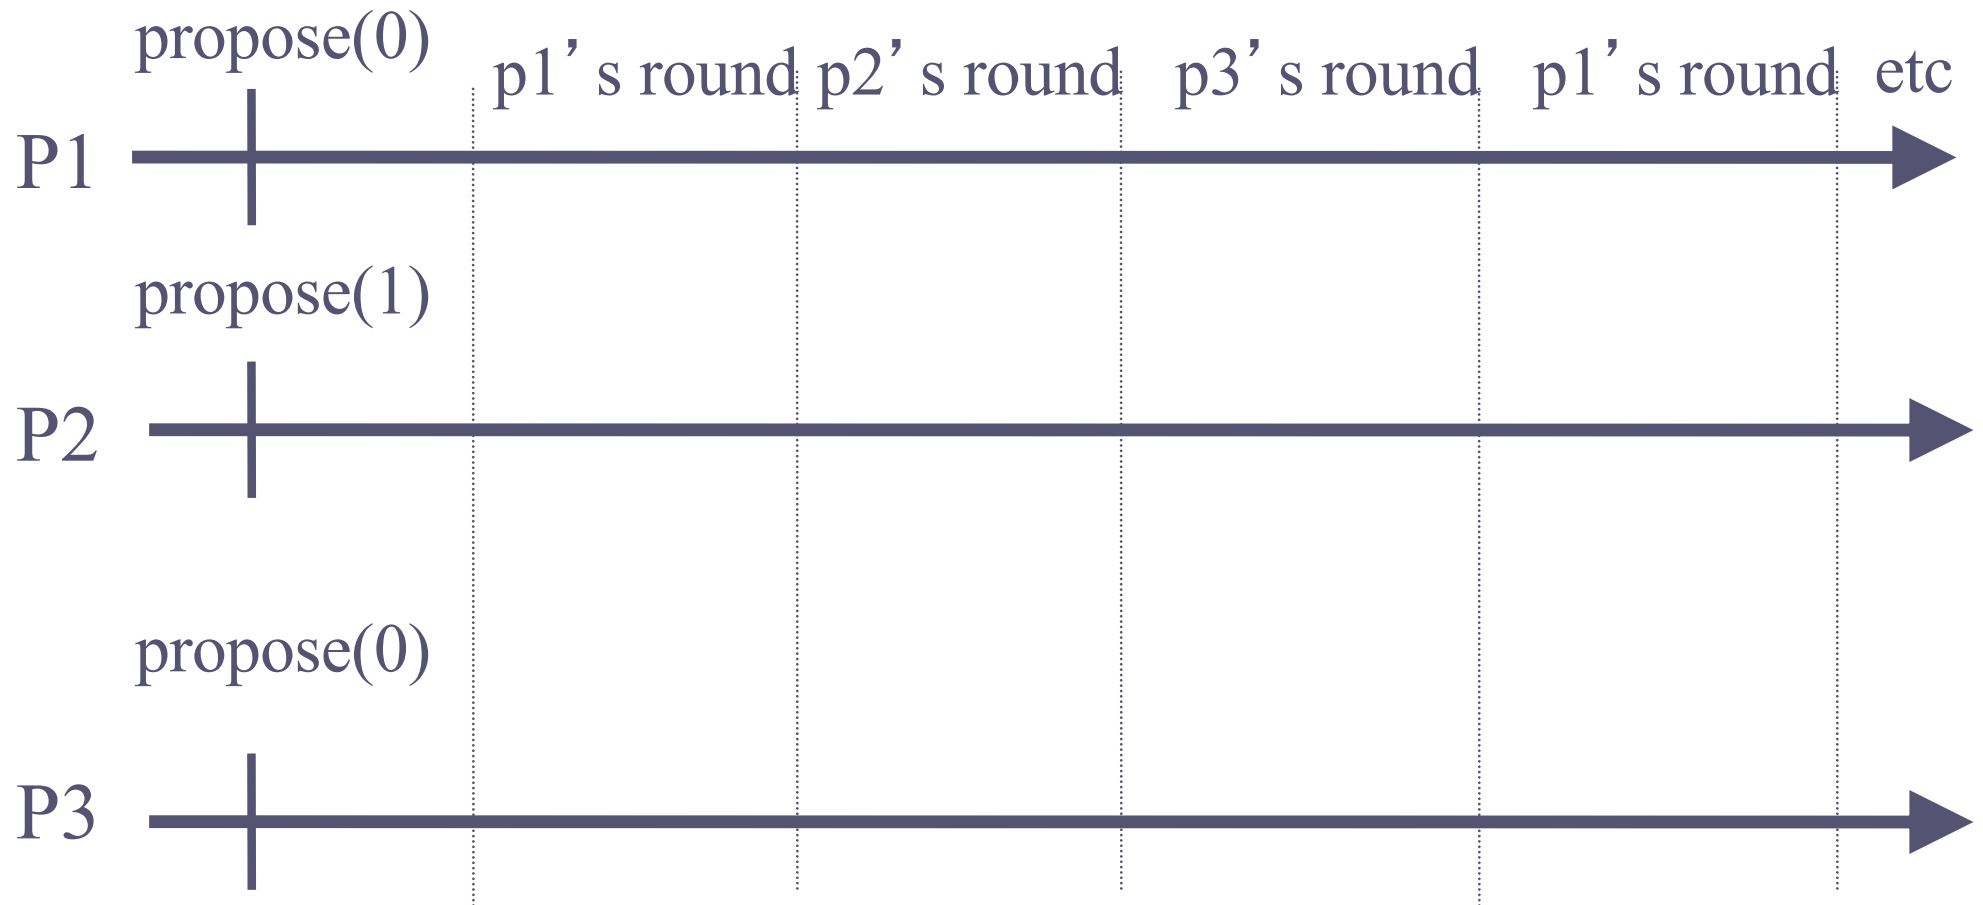 propose(0)
p1’s round p2’s round p3’s round p1’s round etc
P1
propose(1)
P2
propose(0)
P3